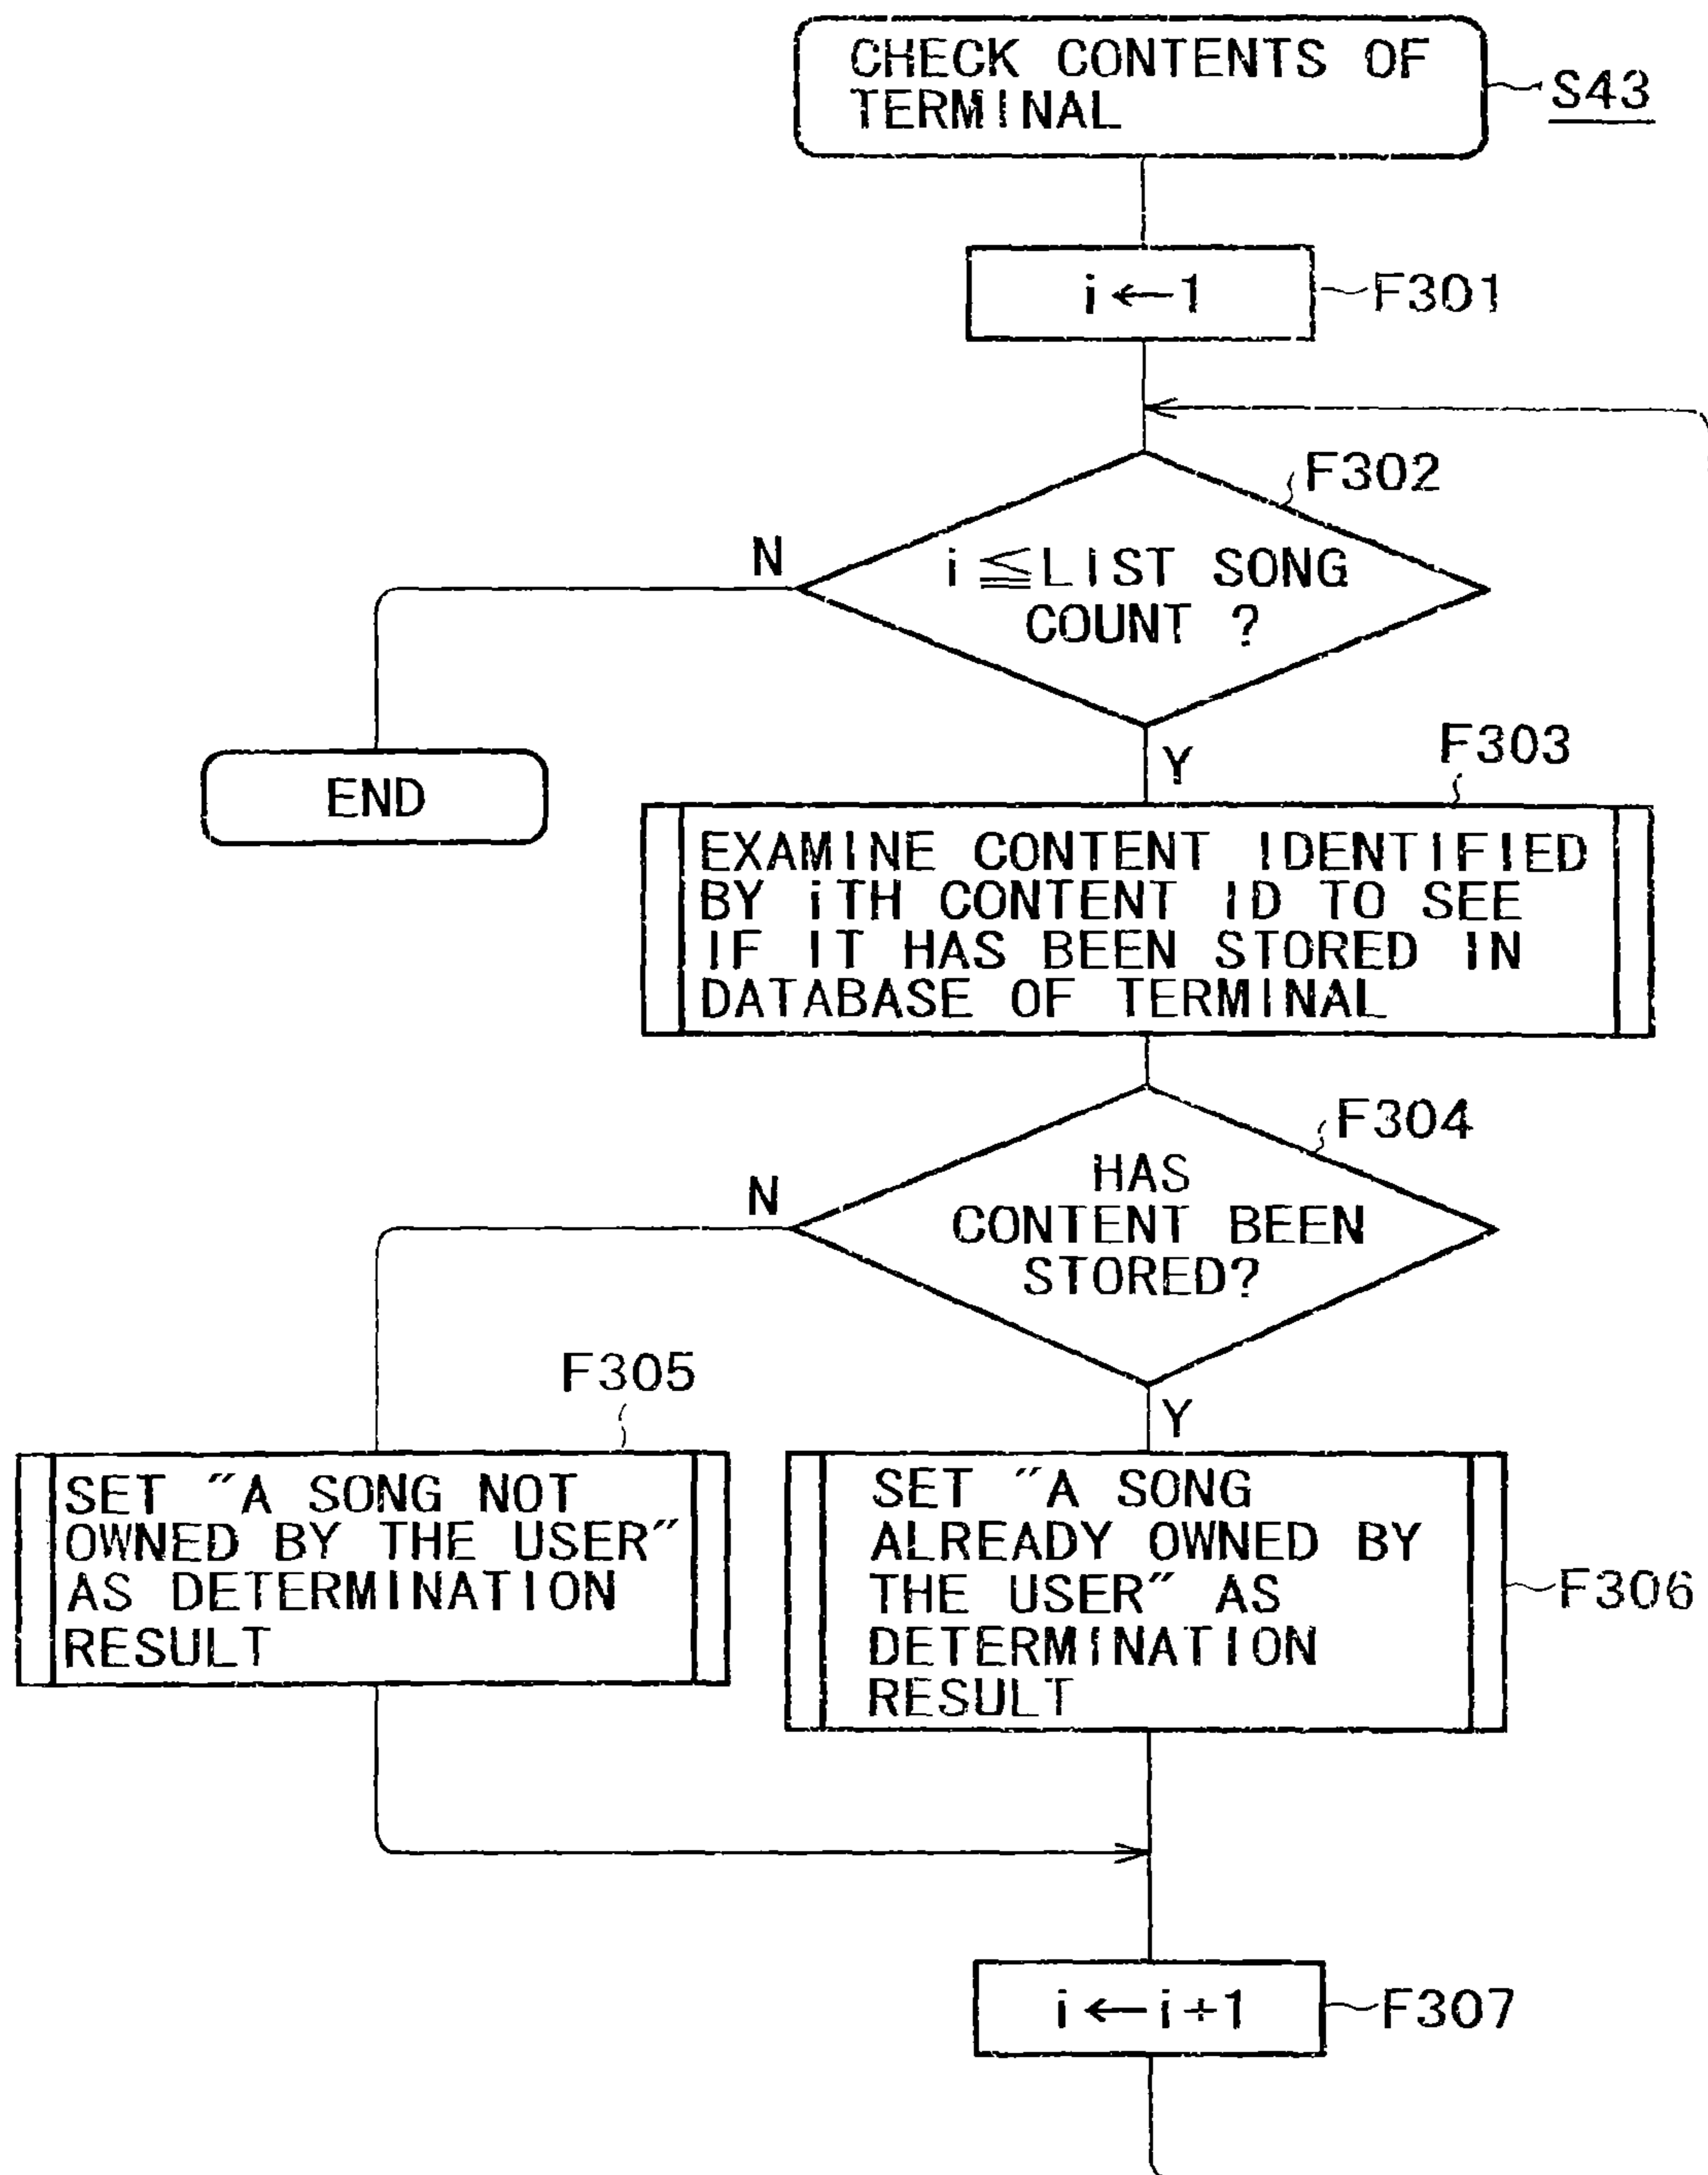 CHECK CONTENTS OF
TERMINAL
S43
i←1
F301
F302
i≦LIST SONG
COUNT ?
N
Y
END
F303
EXAMINE CONTENT IDENTIFIED
BY iTH CONTENT ID TO SEE
IF IT HAS BEEN STORED IN
DATABASE OF TERMINAL
F304
HAS
CONTENT BEEN
STORED?
N
Y
F305
SET "A SONG NOT
OWNED BY THE USER"
AS DETERMINATION
RESULT
SET "A SONG
ALREADY OWNED BY
THE USER" AS
DETERMINATION
RESULT
F306
i←i+1
F307